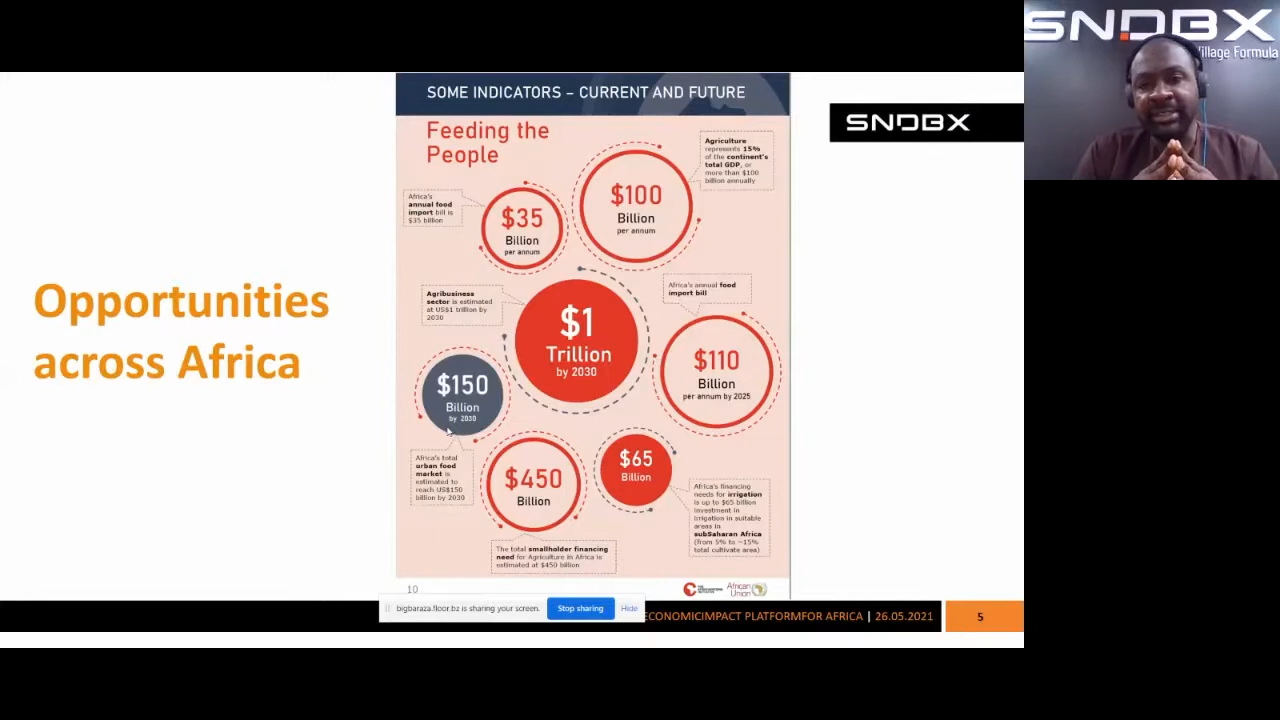 SNDBX
Village Formula
SOME INDICATORS – CURRENT AND FUTURE
SNDBX
Feeding the
People
Opportunities
across Africa
Africa's
annual food
import bill is
$35 billion
$35
Billion
per annum
$100
Billion
per annum
Agriculture
represents 15%
of the continent's
total GDP, or
more than $100
billion annually
Agribusiness
sector is estimated
at US$1 trillion by
2030
$1
Trillion
by 2030
Africa's annual food
import bill
$110
Billion
per annum by 2025
$150
Billion
by 2030
Africa's total
urban food
market is
estimated to
reach US$150
billion by 2030
$450
Billion
The total smallholder financing
need for Agriculture in Africa is
estimated at $450 billion
$65
Billion
Africa's financing
needs for irrigation
is up to $65 billion
investment in
irrigation in suitable
areas in
subSaharan Africa
(from 5% to ~15%
total cultivate area)
10
African
Union
bigbaraza.floor.bz is sharing your screen.
Stop sharing
Hide
ECONOMICIMPACT PLATFORMFOR AFRICA | 26.05.2021
5